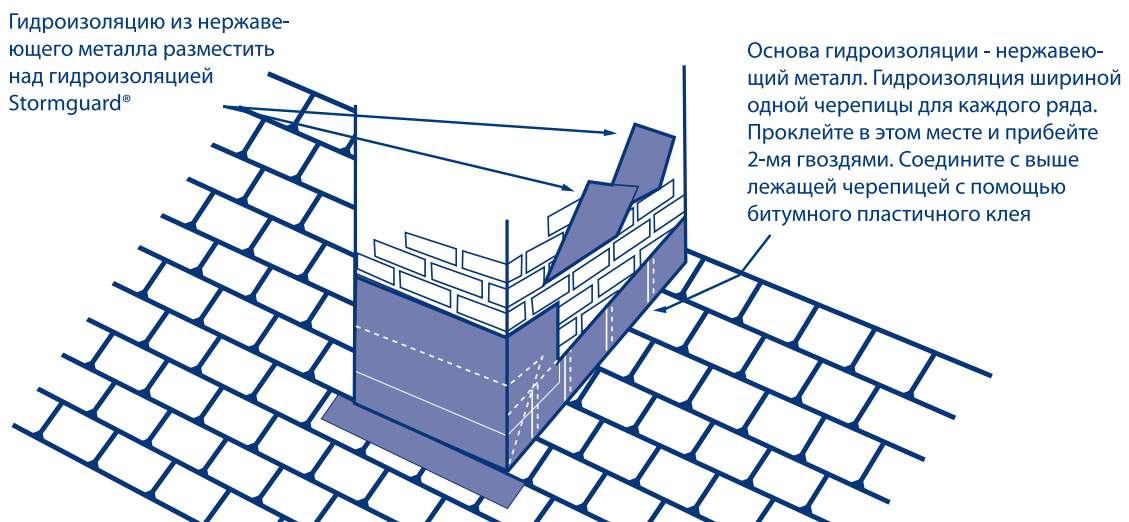 Гидроизоляцию из нержаве-
ющего металла разместить
над гидроизоляцией
Stormguard®
Основа гидроизоляции - нержавею-
щий металл. Гидроизоляция шириной
одной черепицы для каждого ряда.
Проклейте в этом месте и прибейте
2-мя гвоздями. Соедините с выше
лежащей черепицей с помощью
битумного пластичного клея